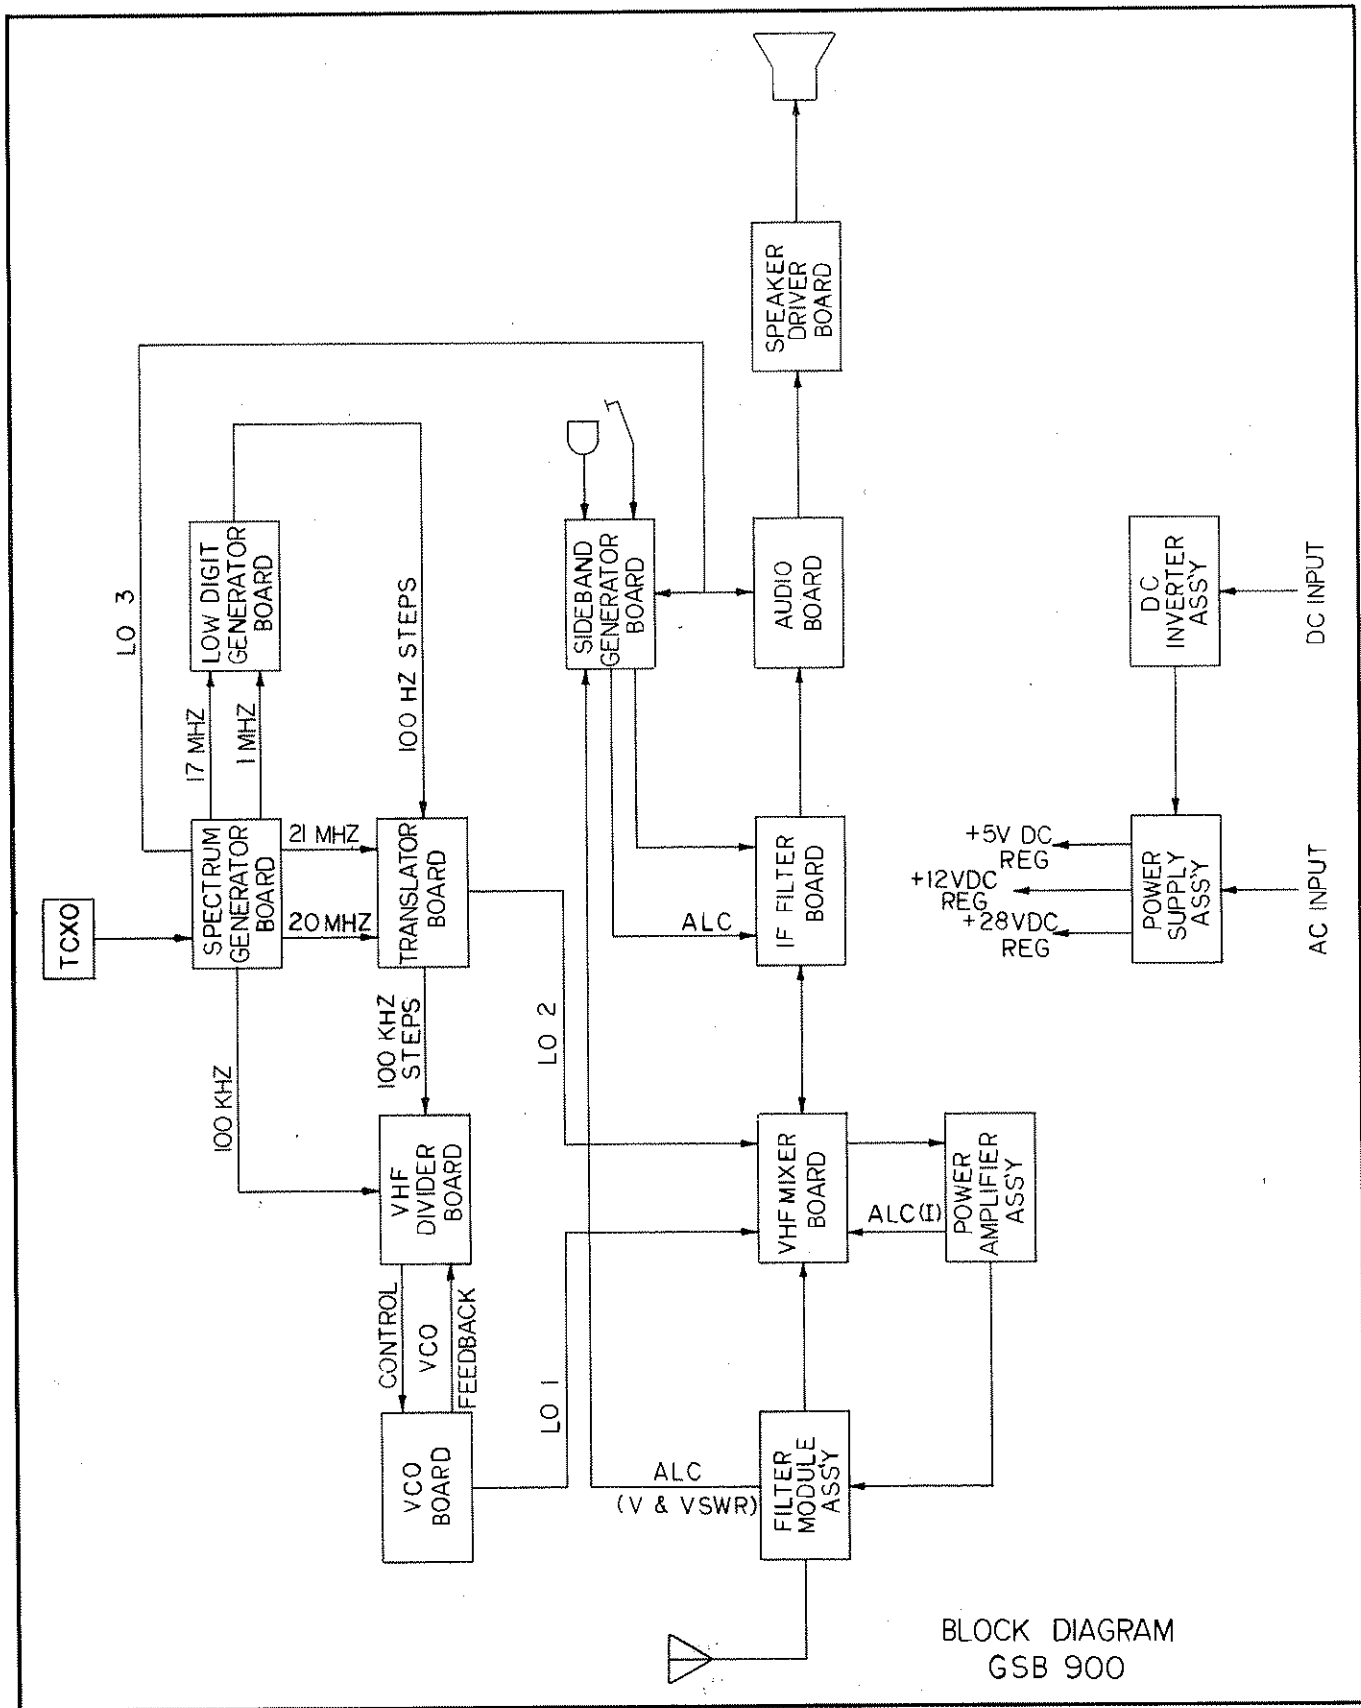 SPEAKER
DRIVER
BOARD
LO 3
LOW DIGIT
GENERATOR
BOARD
17 MHZ
1 MHZ
100 HZ STEPS
SIDEBAND
GENERATOR
BOARD
AUDIO
BOARD
DC
INVERTER
ASS'Y
DC INPUT
TCXO
SPECTRUM
GENERATOR
BOARD
21 MHZ
20 MHZ
TRANSLATOR
BOARD
ALC
IF FILTER
BOARD
+5V DC
REG
+12VDC
REG
+28VDC
REG
POWER
SUPPLY
ASS'Y
AC INPUT
100 KHZ
100 KHZ
STEPS
LO 2
VHF
DIVIDER
BOARD
VHF MIXER
BOARD
ALC (I)
POWER
AMPLIFIER
ASS'Y
CONTROL
VCO
FEEDBACK
LO 1
VCO
BOARD
ALC
(V & VSWR)
FILTER
MODULE
ASS'Y
BLOCK DIAGRAM
GSB 900